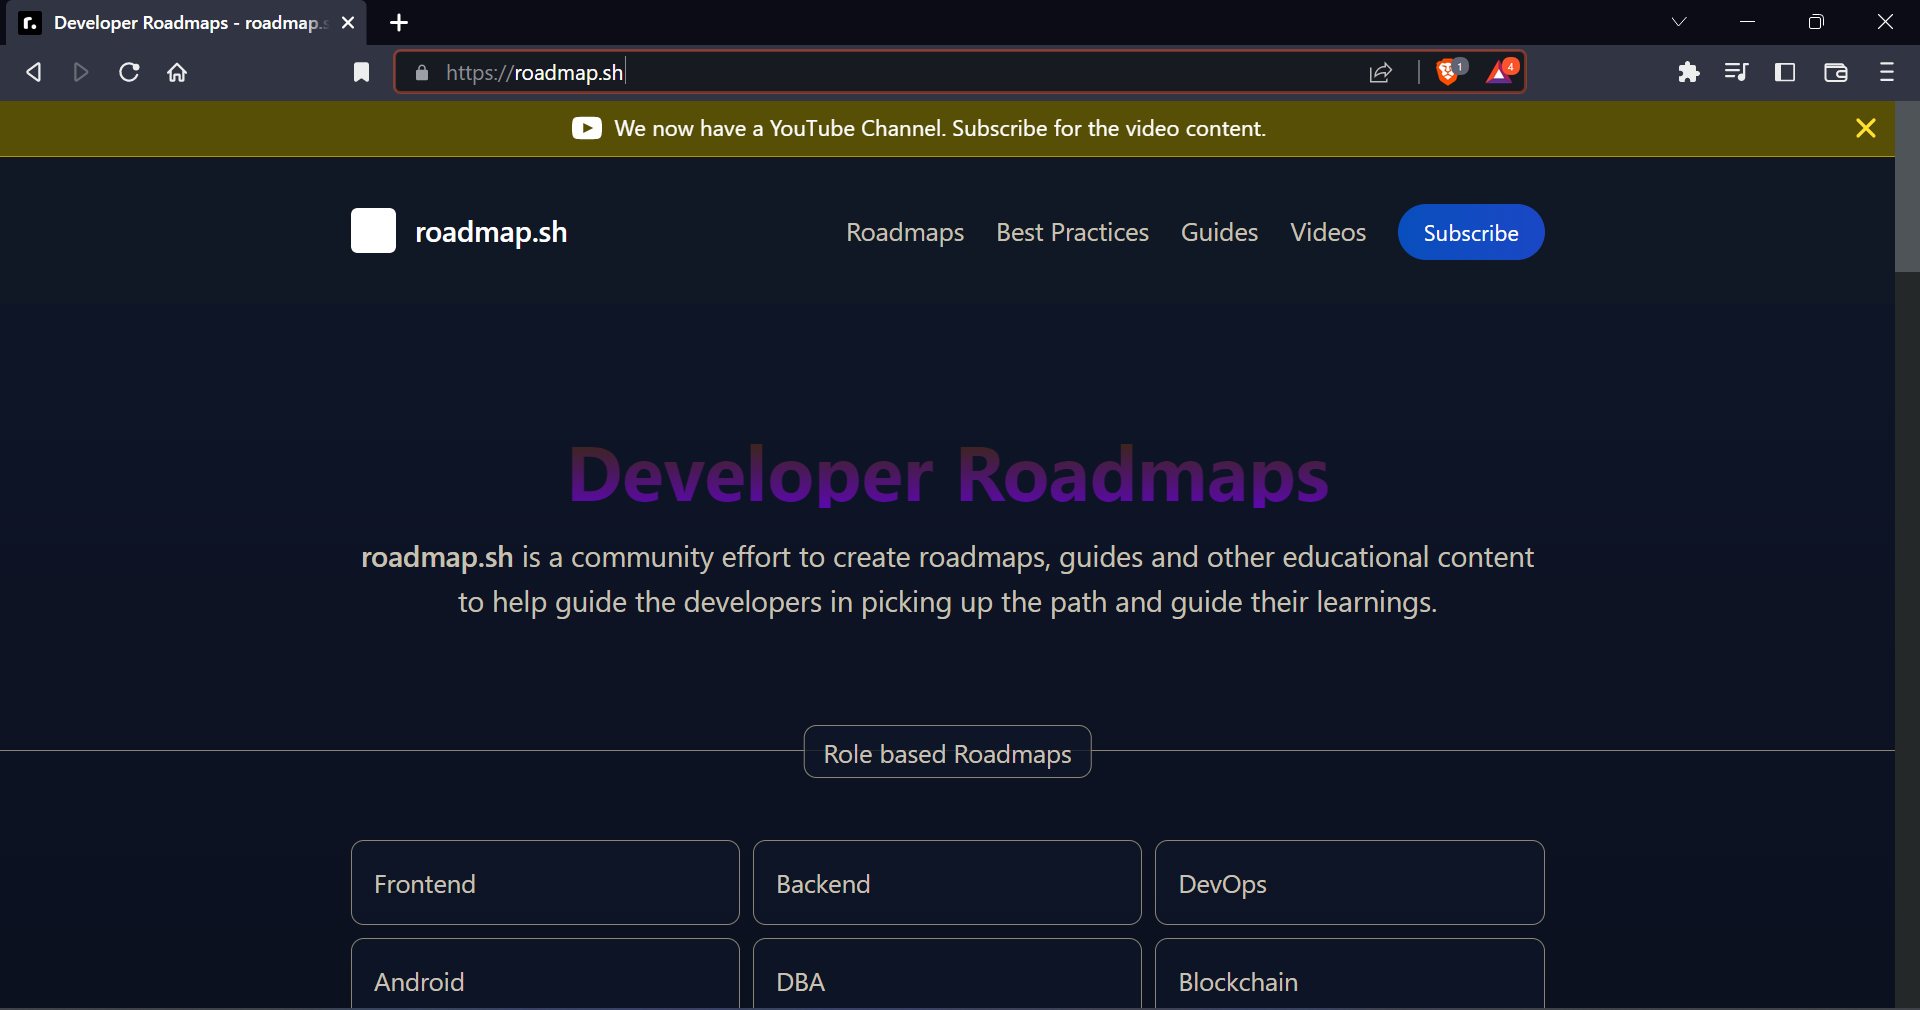 Developer Roadmaps - roadmap.s
https://roadmap.sh
1
4
We now have a YouTube Channel. Subscribe for the video content.
roadmap.sh
Roadmaps Best Practices Guides Videos Subscribe
Developer Roadmaps
roadmap.sh is a community effort to create roadmaps, guides and other educational content
to help guide the developers in picking up the path and guide their learnings.
Role based Roadmaps
Frontend Backend DevOps
Android DBA Blockchain